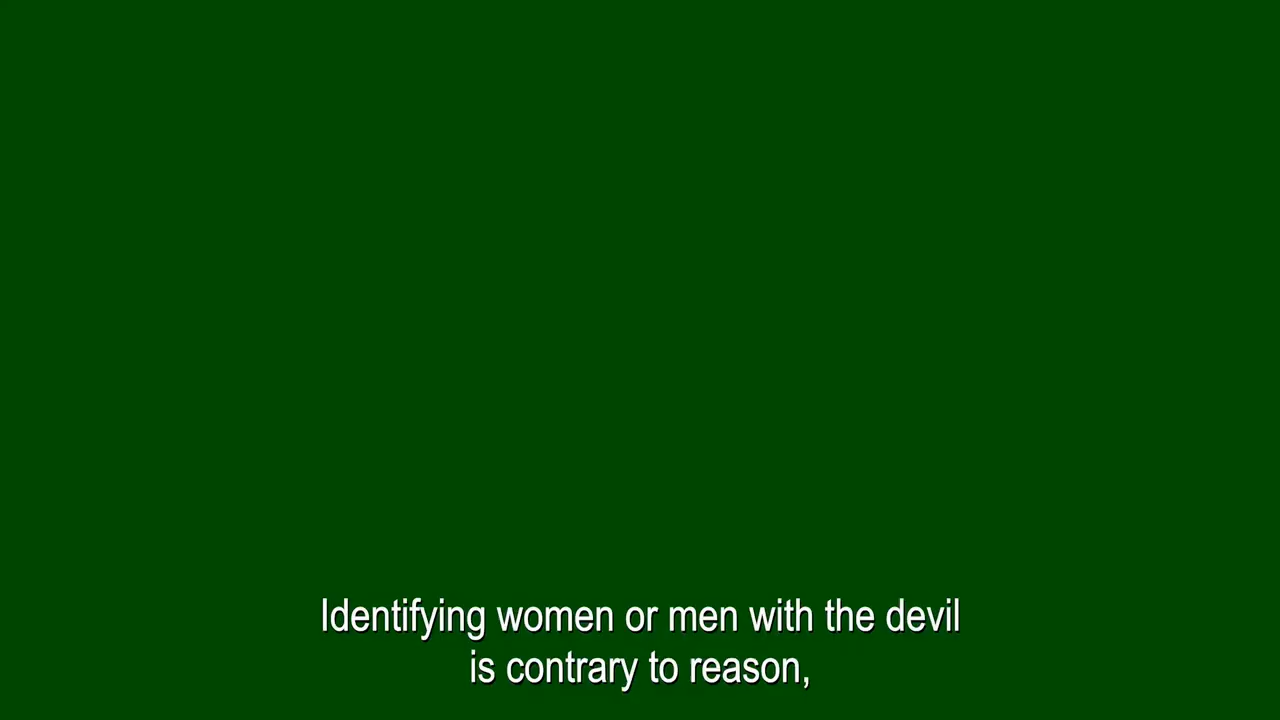 Identifying women or men with the devil
is contrary to reason,